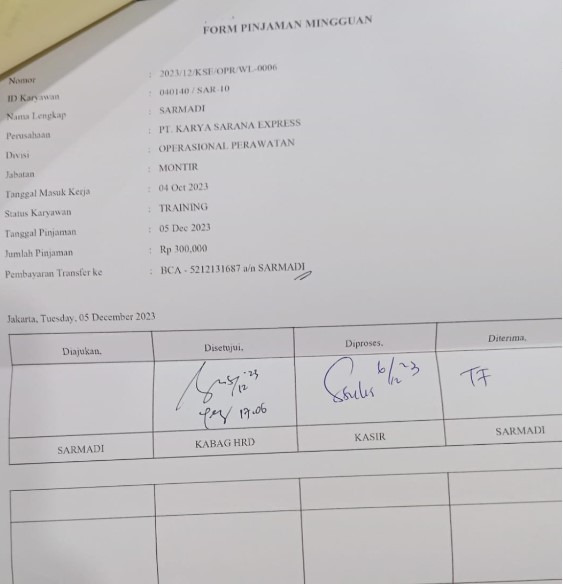 FORM PINJAMAN MINGGUAN
Nomor : 2023/12/KSE/OPR/WL-0006
ID Karyawan : 040140 / SAR-10
Nama Lengkap : SARMADI
Perusahaan : PT. KARYA SARANA EXPRESS
Divisi : OPERASIONAL PERAWATAN
Jabatan : MONTIR
Tanggal Masuk Kerja : 04 Oct 2023
Status Karyawan : TRAINING
Tanggal Pinjaman : 05 Dec 2023
Jumlah Pinjaman : Rp 300,000
Pembayaran Transfer ke : BCA - 5212131687 a/n SARMADI
Jakarta, Tuesday, 05 December 2023
Diajukan, Disetujui, Diproses, Diterima,
5/12 '23 6/12 23 TF
17.06
SARMADI KABAG HRD KASIR SARMADI